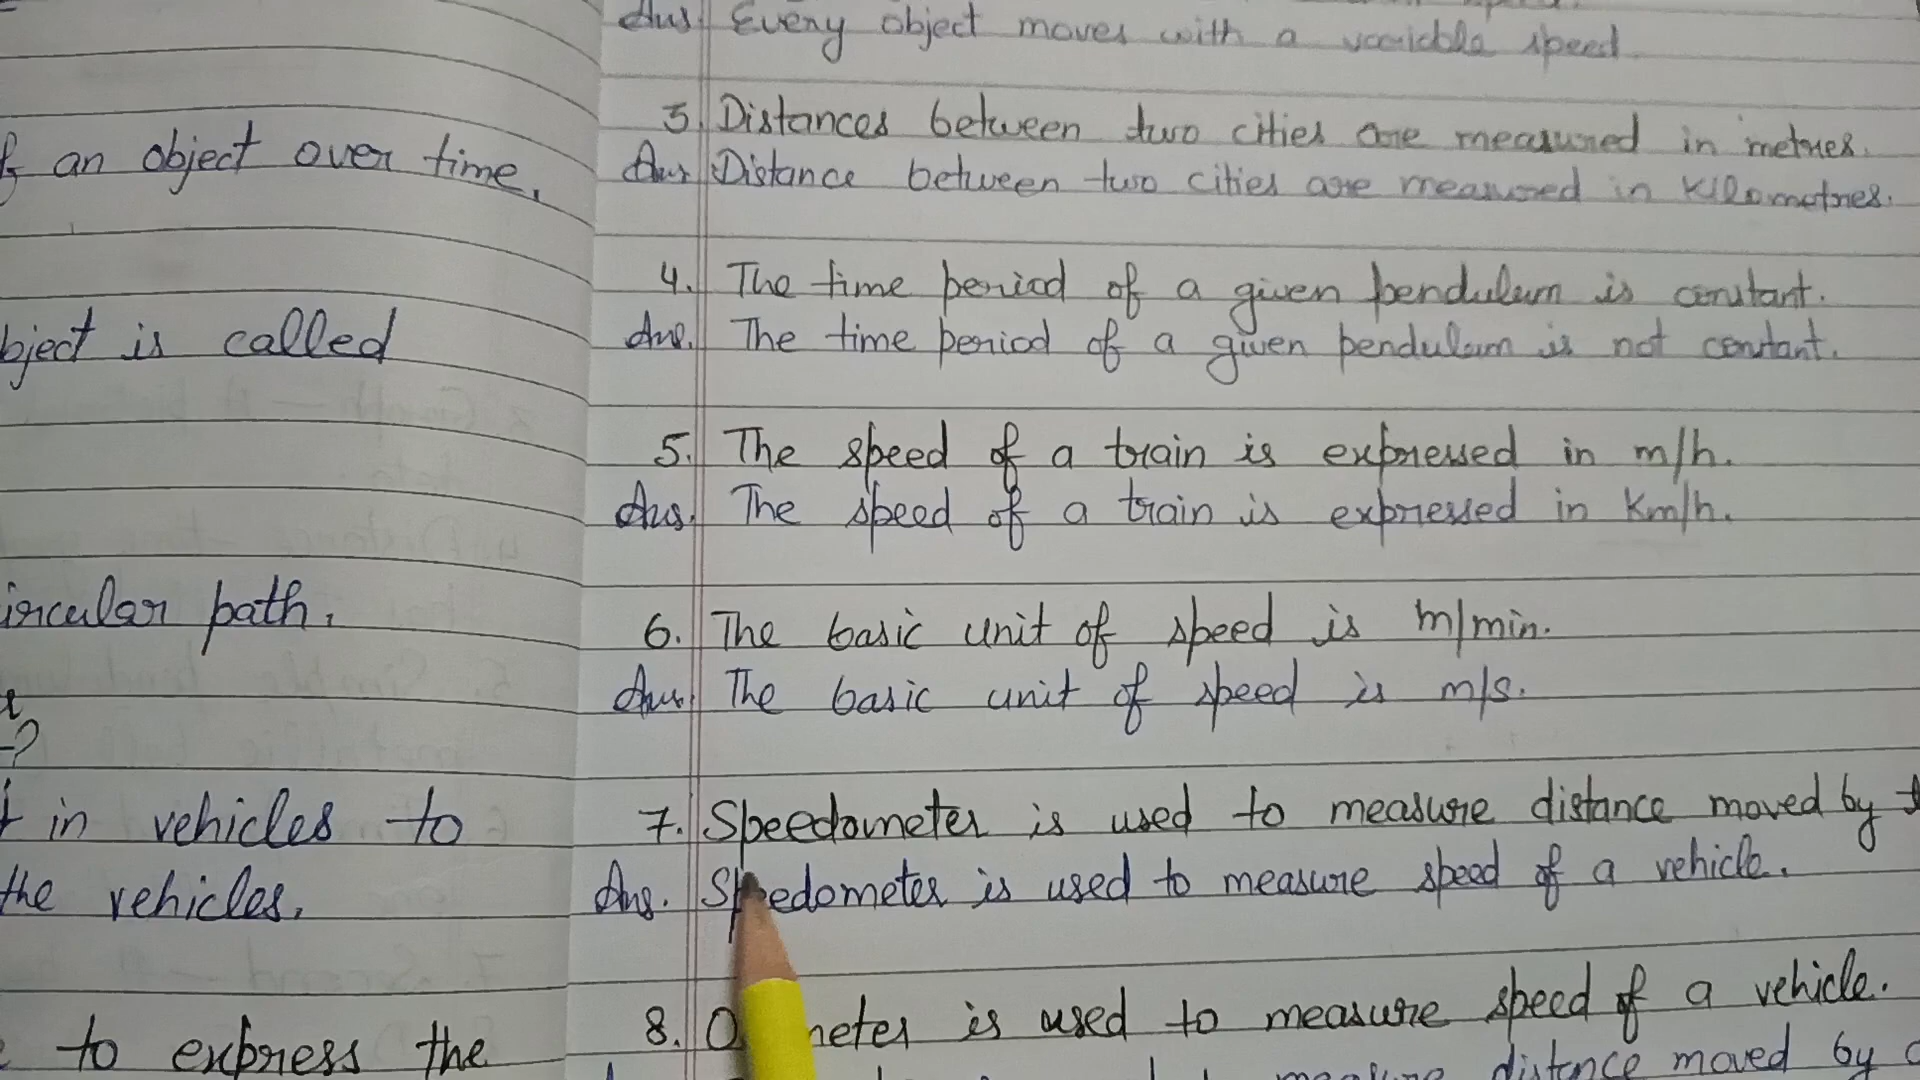 f an object over time.
bject is called
ircular path.
?
t in vehicles to
the vehicles.
to express the
Ans. Every object moves with a variable speed
3. Distances between two cities are measured in metres.
Ans. Distance between two cities are measured in kilometres.
4. The time period of a given pendulum is constant.
Ans. The time period of a given pendulum is not constant.
5. The speed of a train is expressed in m/h.
Ans. The speed of a train is expressed in Km/h.
6. The basic unit of speed is m/min.
Ans. The basic unit of speed is m/s.
7. Speedometer is used to measure distance moved by
Ans. Speedometer is used to measure speed of a vehicle.
8. O meter is used to measure speed of a vehicle.
measure distance moved by